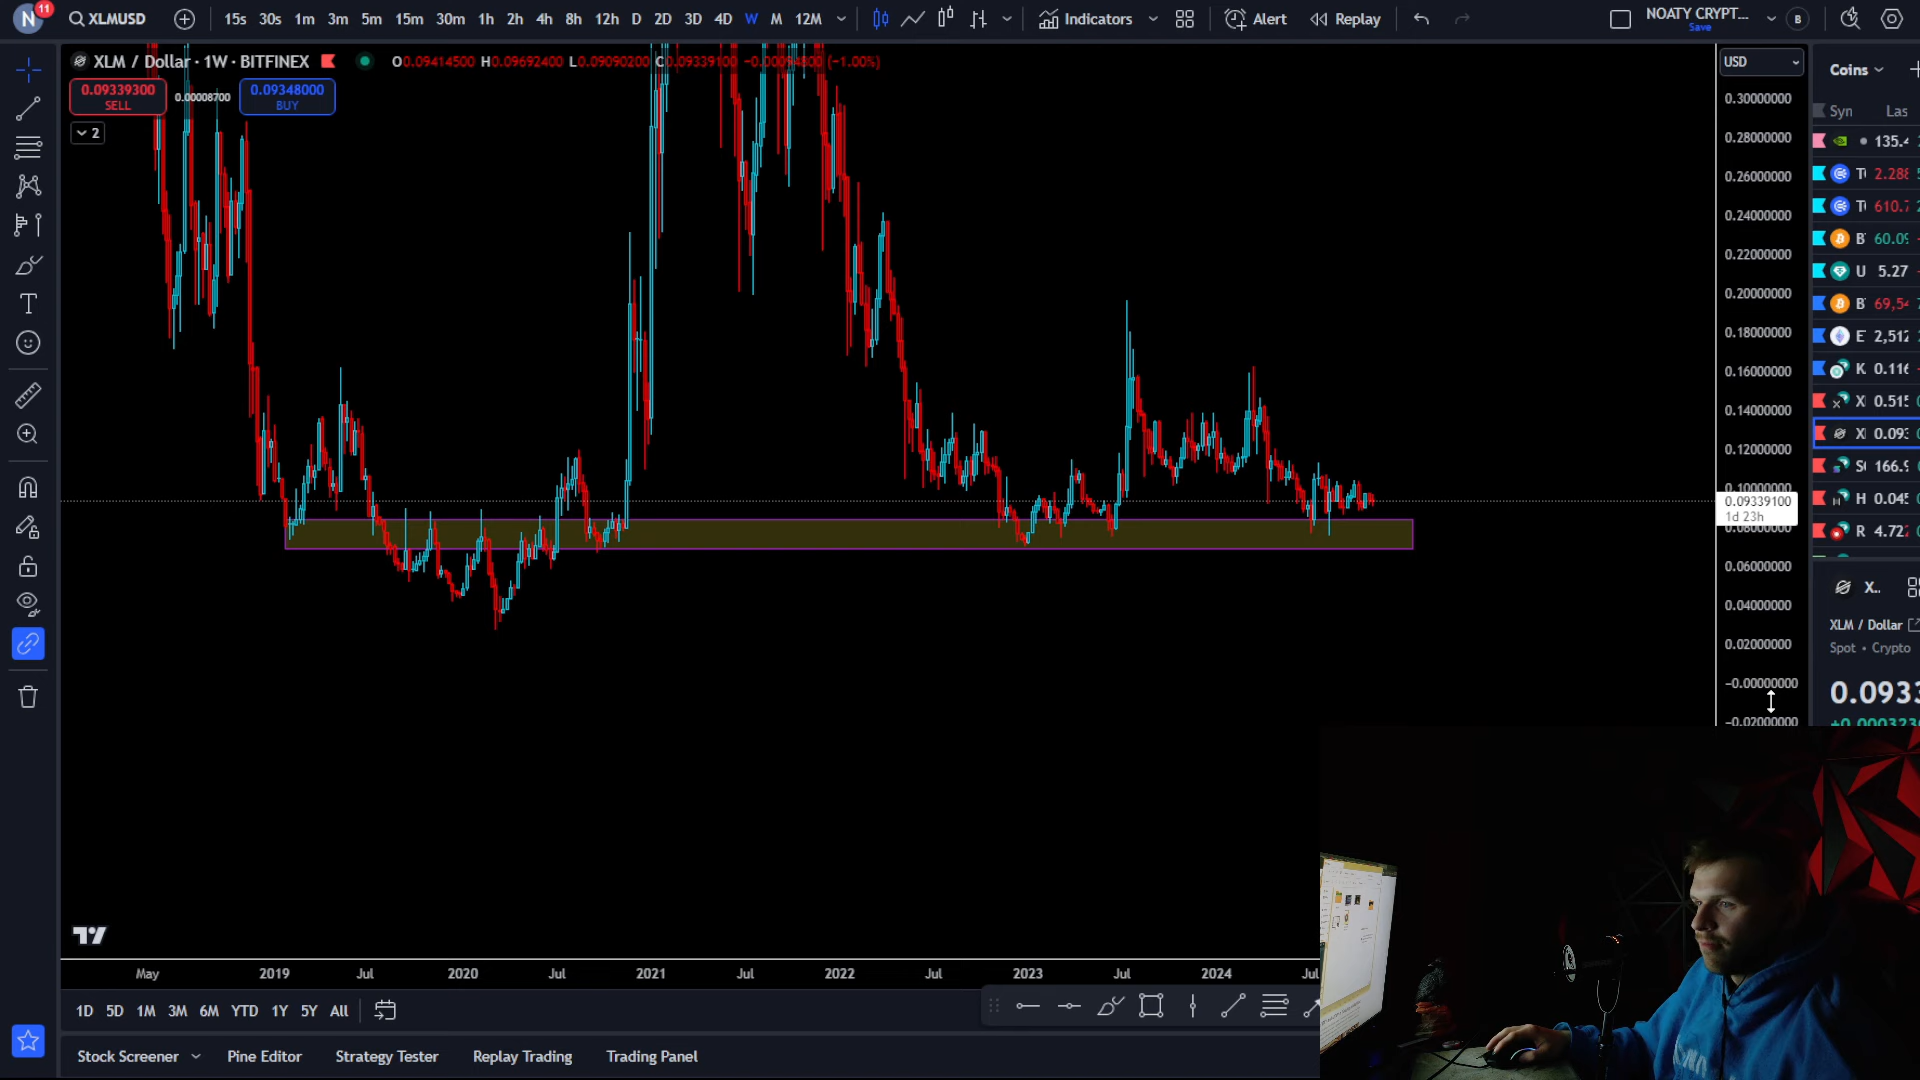 N 11 XLMUSD 15s 30s 1m 3m 5m 15m 30m 1h 2h 4h 8h 12h D 2D 3D 4D W M 12M Indicators Alert Replay NOATY CRYPT... B
Save
XLM / Dollar · 1W · BITFINEX O0.09414500 H0.09692400 L0.09090200 C0.09339100 −0.00094800 (−1.00%)
0.09339300
SELL
0.00008700
0.09348000
BUY
2
USD
0.30000000
0.28000000
0.26000000
0.24000000
0.22000000
0.20000000
0.18000000
0.16000000
0.14000000
0.12000000
0.10000000
0.09339100
1d 23h
0.08000000
0.06000000
0.04000000
0.02000000
−0.00000000
−0.02000000
Coins
Syn Las
135.4
T 2.288
T 610.7
B 60.09
U 5.27
B 69,54
E 2,512
K 0.116
X 0.515
X 0.093
S 166.9
H 0.045
R 4.722
X..
XLM / Dollar
Spot • Crypto
0.0933
+0.000323
May 2019 Jul 2020 Jul 2021 Jul 2022 Jul 2023 Jul 2024 Jul
1D 5D 1M 3M 6M YTD 1Y 5Y All
Stock Screener Pine Editor Strategy Tester Replay Trading Trading Panel